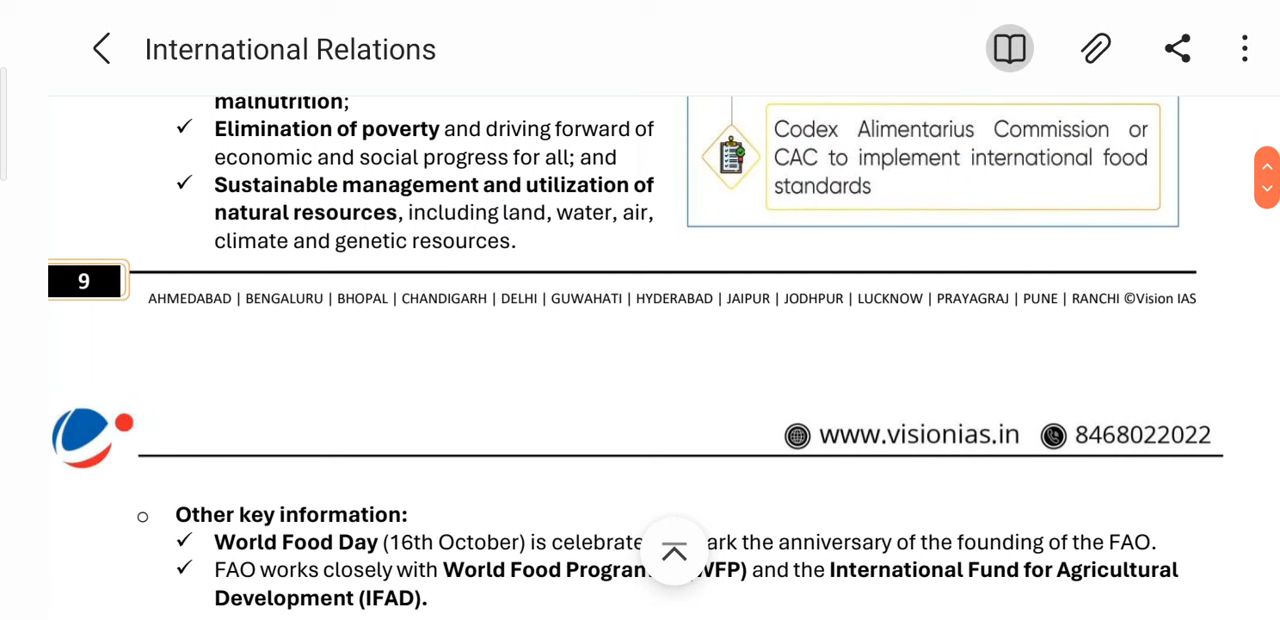 International Relations
malnutrition;
Elimination of poverty and driving forward of
economic and social progress for all; and
Sustainable management and utilization of
natural resources, including land, water, air,
climate and genetic resources.
Codex Alimentarius Commission or
CAC to implement international food
standards
9
AHMEDABAD | BENGALURU | BHOPAL | CHANDIGARH | DELHI | GUWAHATI | HYDERABAD | JAIPUR | JODHPUR | LUCKNOW | PRAYAGRAJ | PUNE | RANCHI ©Vision IAS
www.visionias.in 8468022022
Other key information:
World Food Day (16th October) is the anniversary of the founding of the FAO.
FAO works closely with World Food and the International Fund for Agricultural
Development (IFAD).